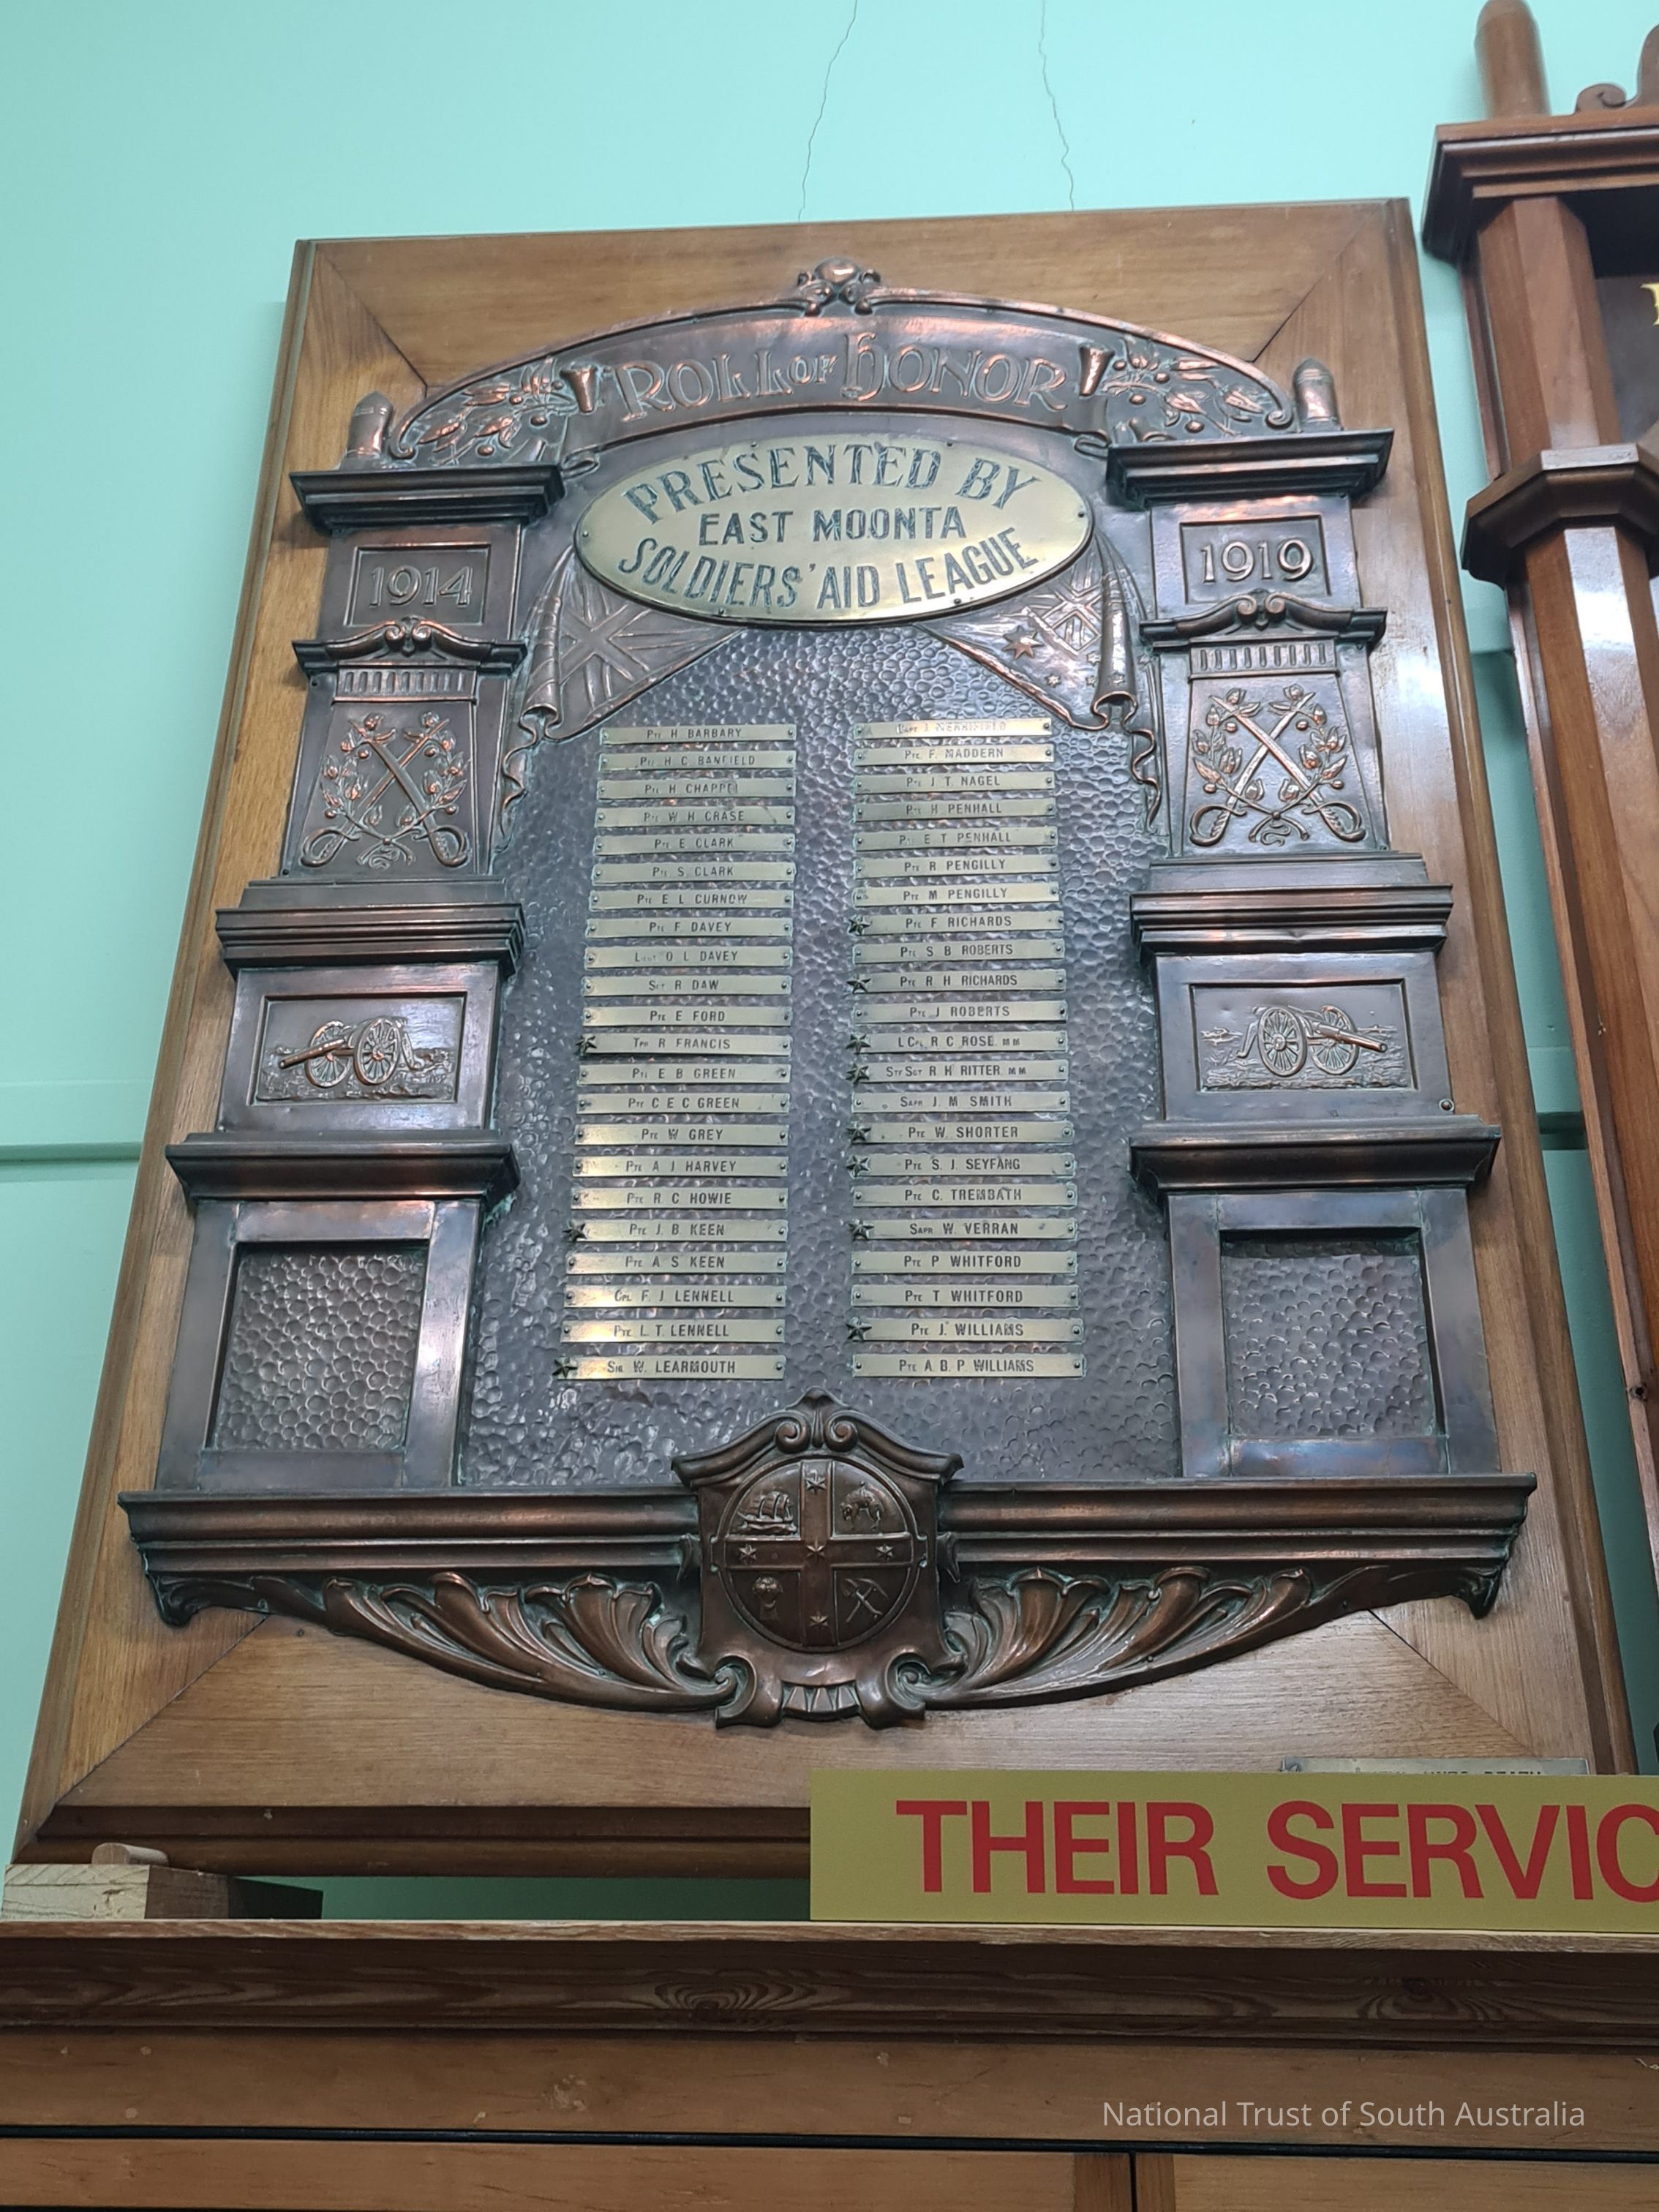 ROLL OF HONOR
PRESENTED BY
EAST MOONTA
SOLDIERS' AID LEAGUE
1914
1919
PTE H BARBARY
PTE H C BANFIELD
PTE H CHAPPEL
PTE W H CRASE
PTE E CLARK
PTE S. CLARK
PTE E L CURNOW
PTE F. DAVEY
LIEUT O L DAVEY
SGT R DAW
PTE E FORD
TPR R FRANCIS
PTE E B GREEN
PTE C E C GREEN
PTE W GREY
PTE A J HARVEY
PTE R C HOWIE
PTE J. B KEEN
PTE A S KEEN
CPL F. J LENNELL
PTE L T. LENNELL
SIG W. LEARMOUTH
CAPT J MERRIFIELD
PTE F. MADDERN
PTE J T. NAGEL
PTE H PENHALL
PTE E T PENHALL
PTE R PENGILLY
PTE M PENGILLY
PTE F RICHARDS
PTE S B ROBERTS
PTE R H RICHARDS
PTE J ROBERTS
L CPL R C ROSE. M M
STF SGT R H RITTER M M
SAPR J. M SMITH
PTE W. SHORTER
PTE S. J. SEYFANG
PTE C. TREMBATH
SAPR W. VERRAN
PTE P WHITFORD
PTE T WHITFORD
PTE J. WILLIAMS
PTE A. B. P WILLIAMS
UNTO DEATH
THEIR SERVIC
National Trust of South Australia